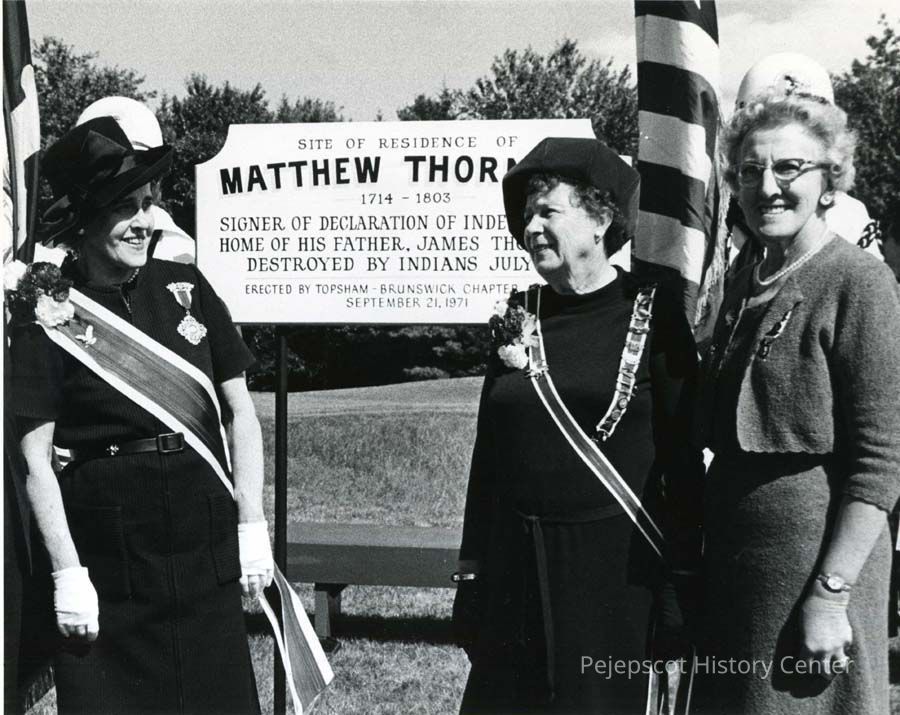 SITE OF RESIDENCE OF
MATTHEW THOR
1714 - 1803
SIGNER OF DECLARATION OF INDE
HOME OF HIS FATHER, JAMES THO
DESTROYED BY INDIANS JULY
ERECTED BY TOPSHAM - BRUNSWICK CHAPTER
SEPTEMBER 21, 1971
Pejepscot History Center